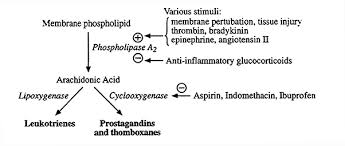 Various stimuli:
Membrane phospholipid
membrane pertubation, tissue injury
+
thrombin, bradykinin
Phospholipase A2
epinephrine, angiotensin II
−
Anti-inflammatory glucocorticoids
Arachidonic Acid
Lipoxygenase
Cyclooxygenase
−
Aspirin, Indomethacin, Ibuprofen
Leukotrienes
Prostagandins
and thomboxanes